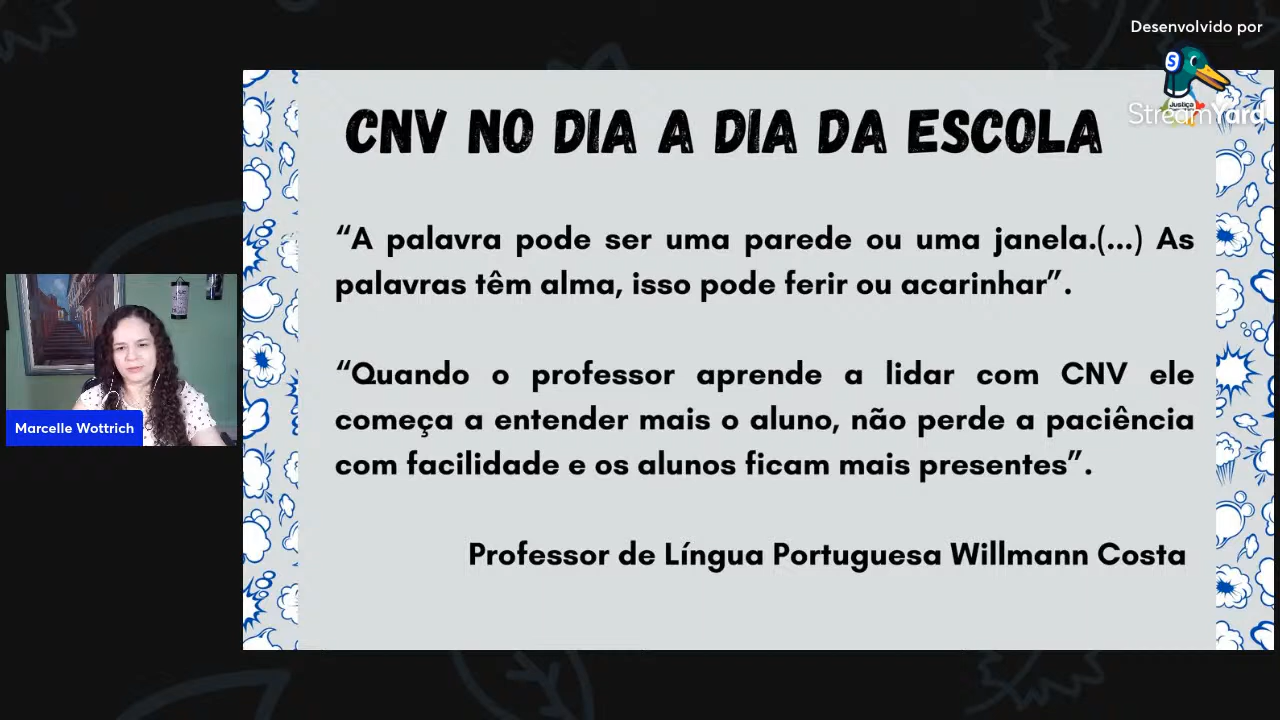 Desenvolvido por
StreamYard
Justiça
CNV NO DIA A DIA DA ESCOLA
“A palavra pode ser uma parede ou uma janela.(...) As
palavras têm alma, isso pode ferir ou acarinhar”.
“Quando o professor aprende a lidar com CNV ele
começa a entender mais o aluno, não perde a paciência
com facilidade e os alunos ficam mais presentes”.
Professor de Língua Portuguesa Willmann Costa
Marcelle Wottrich